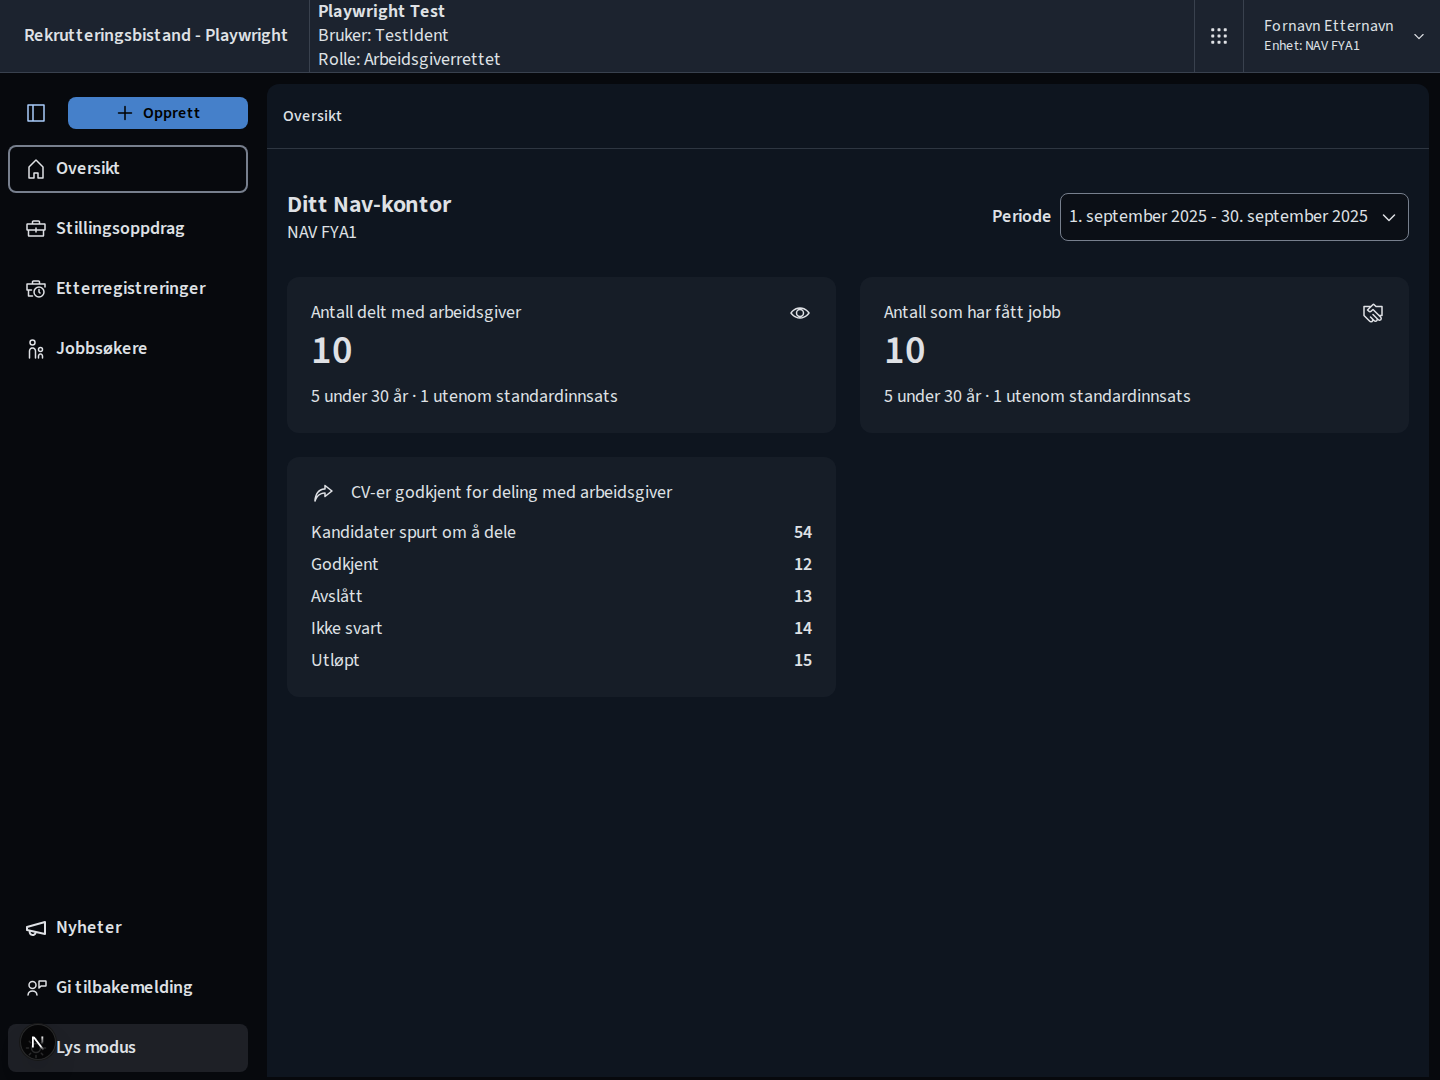 Rekrutteringsbistand - Playwright
Playwright Test
Bruker: TestIdent
Rolle: Arbeidsgiverrettet
Fornavn Etternavn
Enhet: NAV FYA1
Opprett
Oversikt
Stillingsoppdrag
Etterregistreringer
Jobbsøkere
Nyheter
Gi tilbakemelding
N
Lys modus
Oversikt
Ditt Nav-kontor
NAV FYA1
Periode
1. september 2025 - 30. september 2025
Antall delt med arbeidsgiver
10
5 under 30 år · 1 utenom standardinnsats
Antall som har fått jobb
10
5 under 30 år · 1 utenom standardinnsats
CV-er godkjent for deling med arbeidsgiver
Kandidater spurt om å dele 54
Godkjent 12
Avslått 13
Ikke svart 14
Utløpt 15